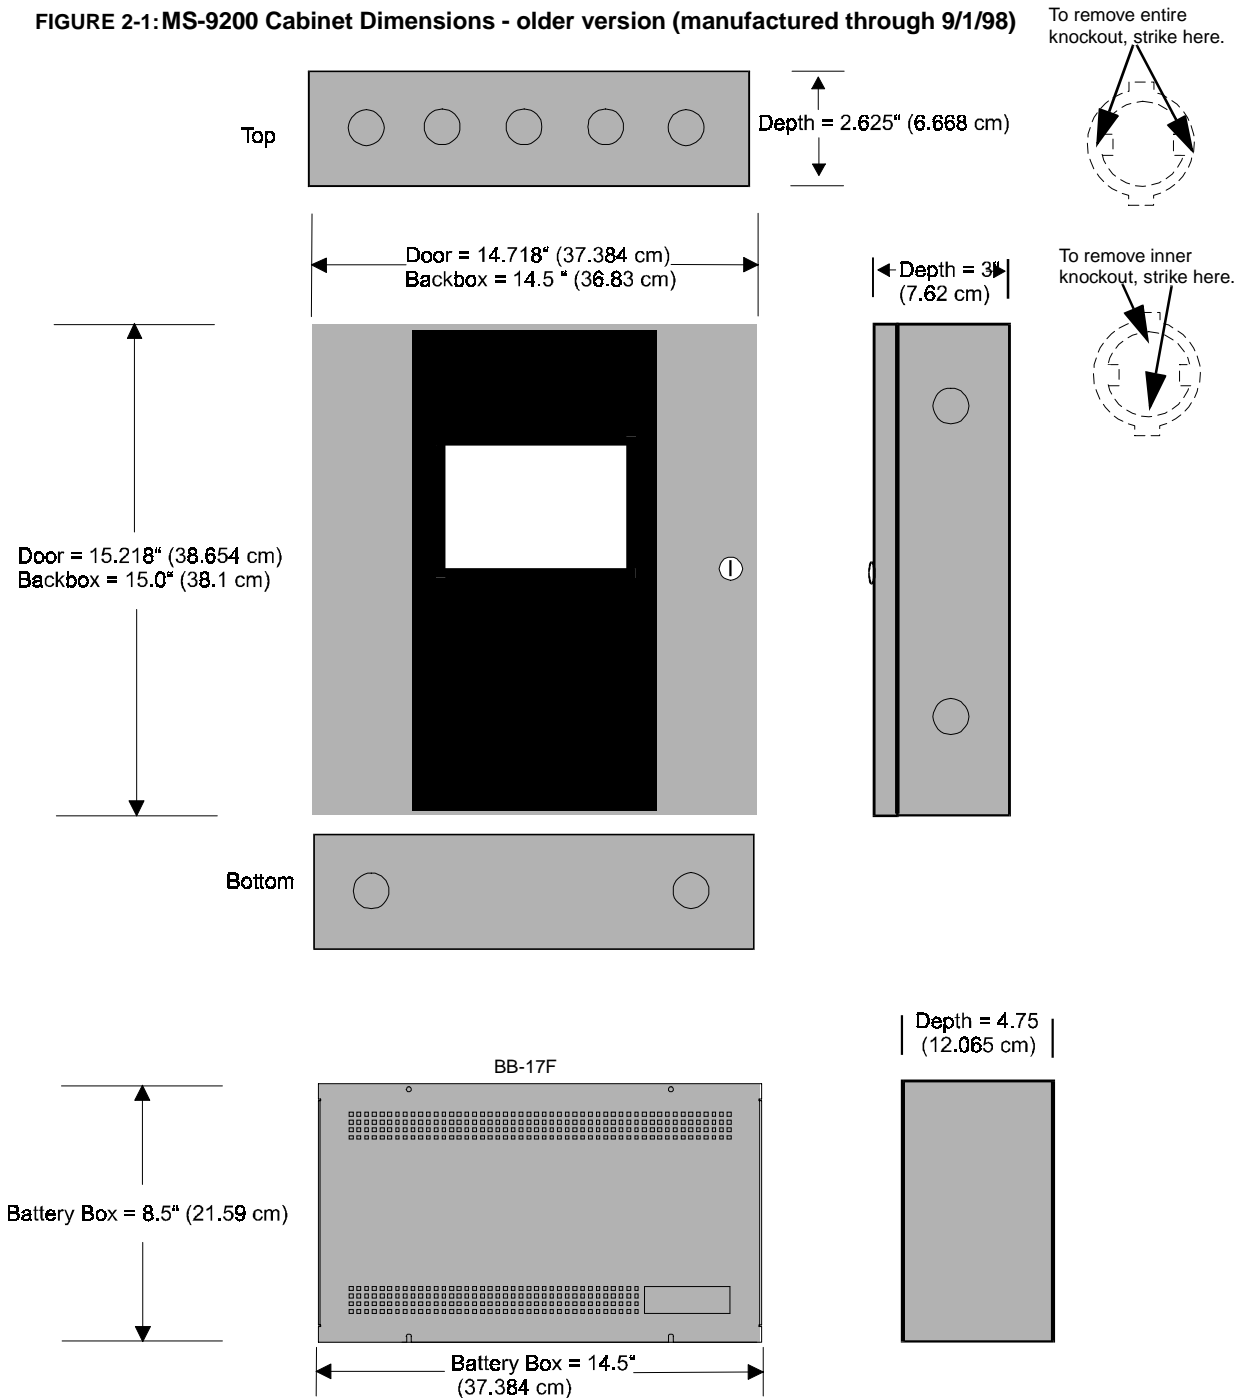 FIGURE 2-1: MS-9200 Cabinet Dimensions - older version (manufactured through 9/1/98)
To remove entire
knockout, strike here.
Top
Depth = 2.625“ (6.668 cm)
Door = 14.718“ (37.384 cm)
Backbox = 14.5 “ (36.83 cm)
Depth = 3“
(7.62 cm)
To remove inner
knockout, strike here.
Door = 15.218“ (38.654 cm)
Backbox = 15.0“ (38.1 cm)
Bottom
Depth = 4.75
(12.065 cm)
BB-17F
Battery Box = 8.5“ (21.59 cm)
Battery Box = 14.5“
(37.384 cm)